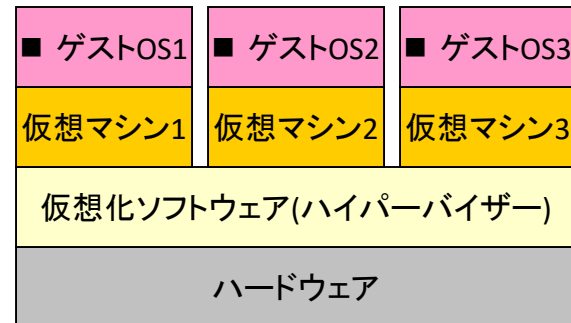 ■ ゲストOS1
■ ゲストOS2
■ ゲストOS3
仮想マシン1
仮想マシン2
仮想マシン3
仮想化ソフトウェア(ハイパーバイザー)
ハードウェア